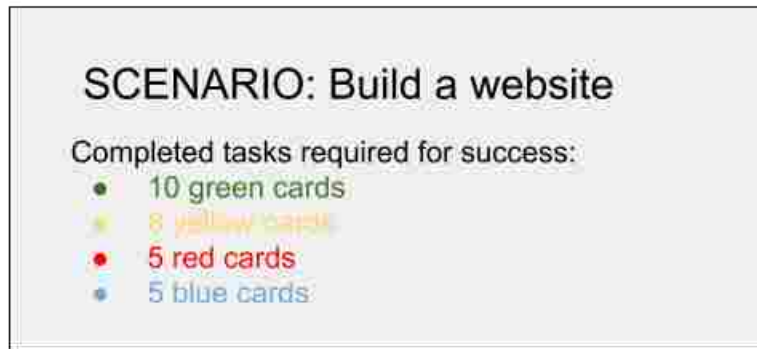 SCENARIO: Build a website
Completed tasks required for success:
● 10 green cards
● 8 yellow cards
● 5 red cards
● 5 blue cards